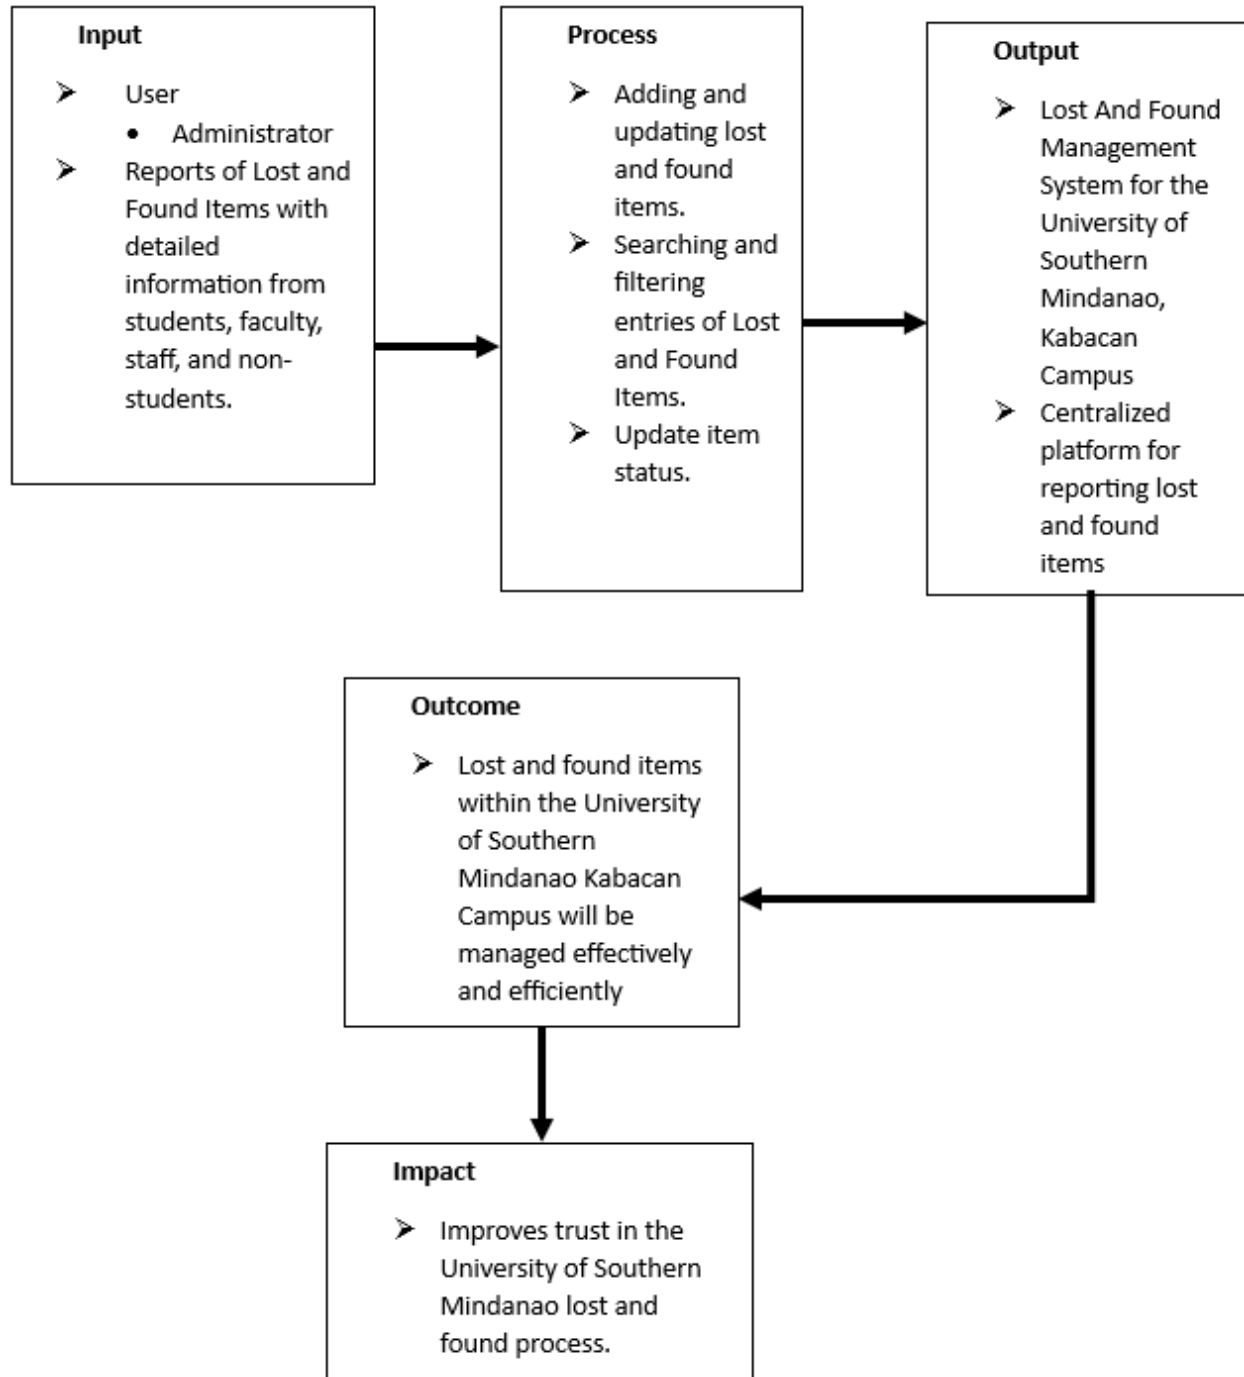 Input
➢ User
• Administrator
➢ Reports of Lost and
Found Items with
detailed
information from
students, faculty,
staff, and non-
students.
Process
➢ Adding and
updating lost
and found
items.
➢ Searching and
filtering
entries of Lost
and Found
Items.
➢ Update item
status.
Output
➢ Lost And Found
Management
System for the
University of
Southern
Mindanao,
Kabacan
Campus
➢ Centralized
platform for
reporting lost
and found
items
Outcome
➢ Lost and found items
within the University
of Southern
Mindanao Kabacan
Campus will be
managed effectively
and efficiently
Impact
➢ Improves trust in the
University of Southern
Mindanao lost and
found process.